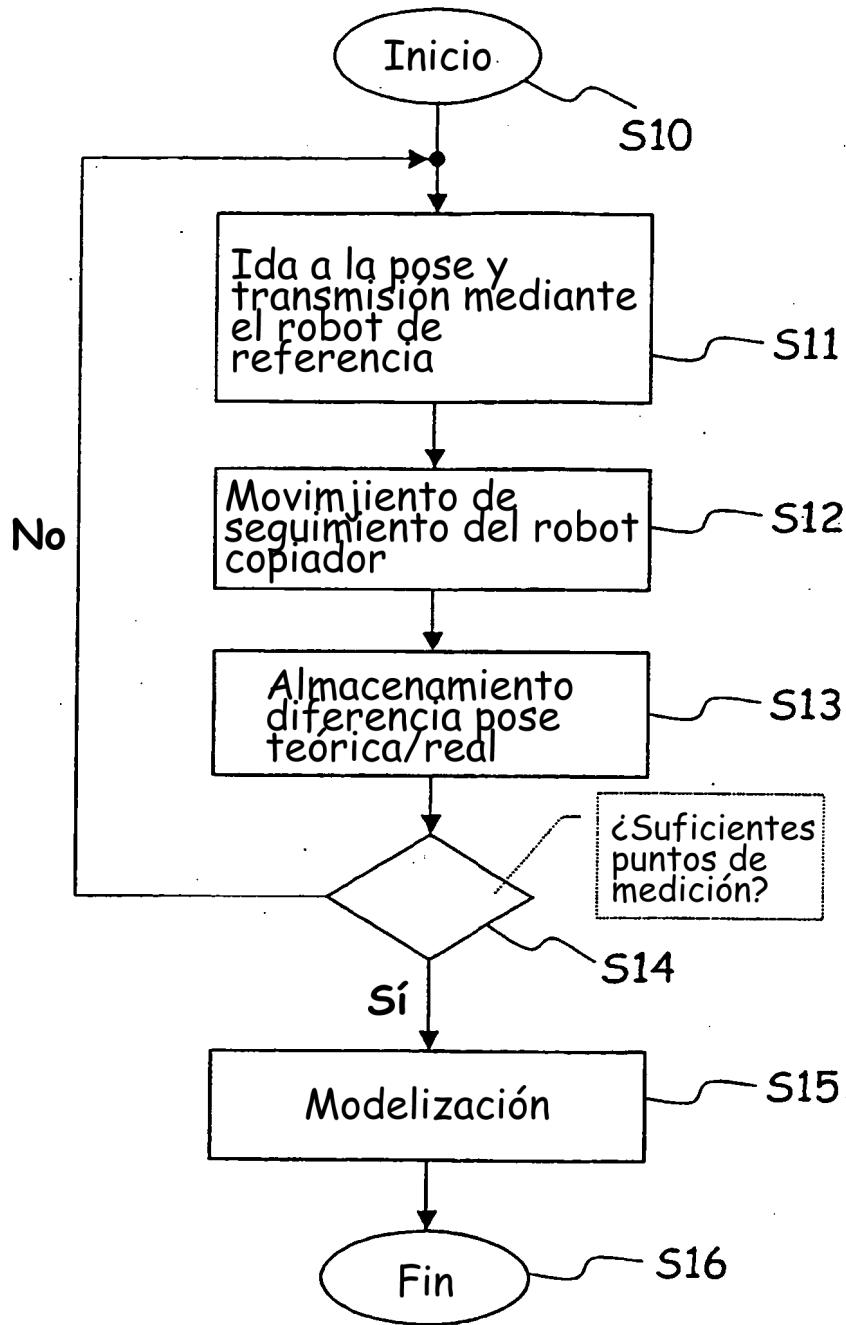 Inicio
S10
Ida a la pose y
transmisión mediante
el robot de
referencia
S11
Movimjiento de
seguimiento del robot
copiador
S12
No
Almacenamiento
diferencia pose
teórica/real
S13
¿Suficientes
puntos de
medición?
S14
Sí
Modelización
S15
Fin
S16